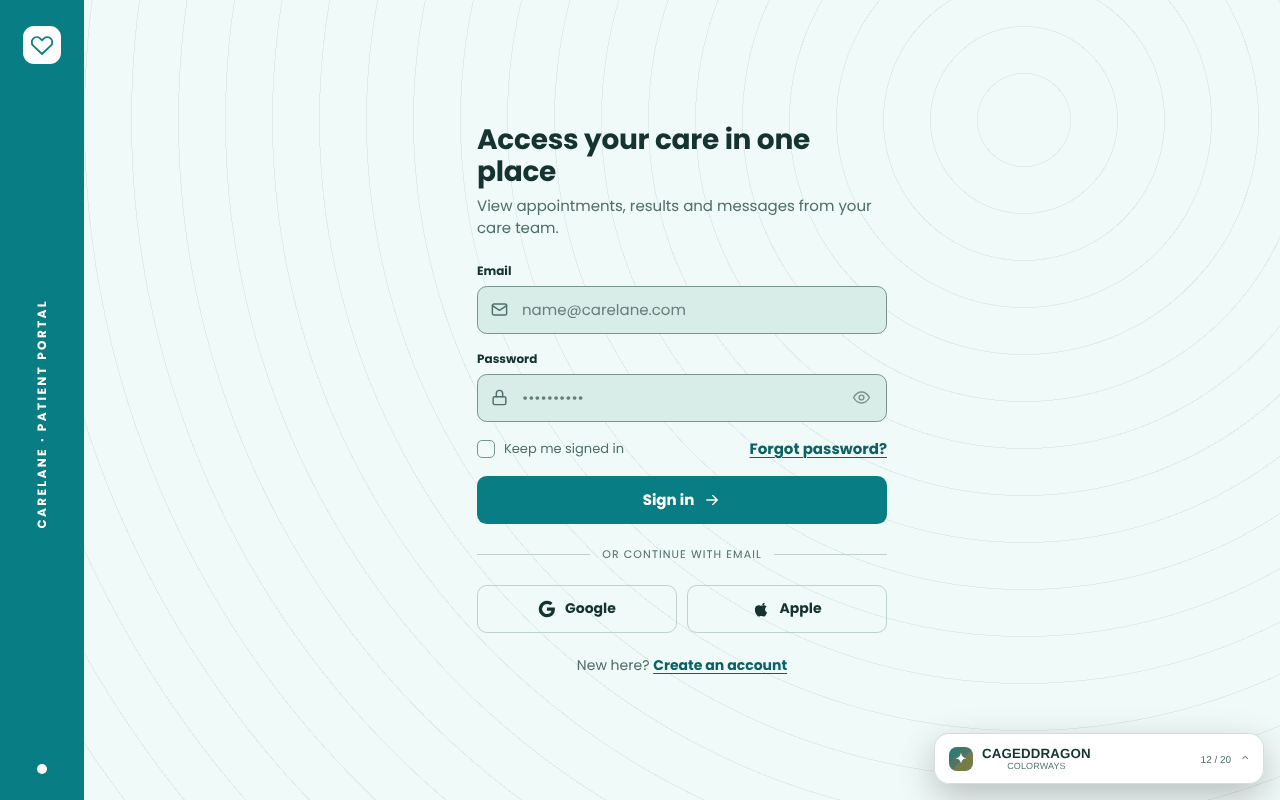 CARELANE · PATIENT PORTAL
Access your care in one
place
View appointments, results and messages from your
care team.
Email
name@carelane.com
Password
••••••••••
Keep me signed in
Forgot password?
Sign in →
OR CONTINUE WITH EMAIL
Google
Apple
New here? Create an account
CAGEDDRAGON
COLORWAYS
12 / 20